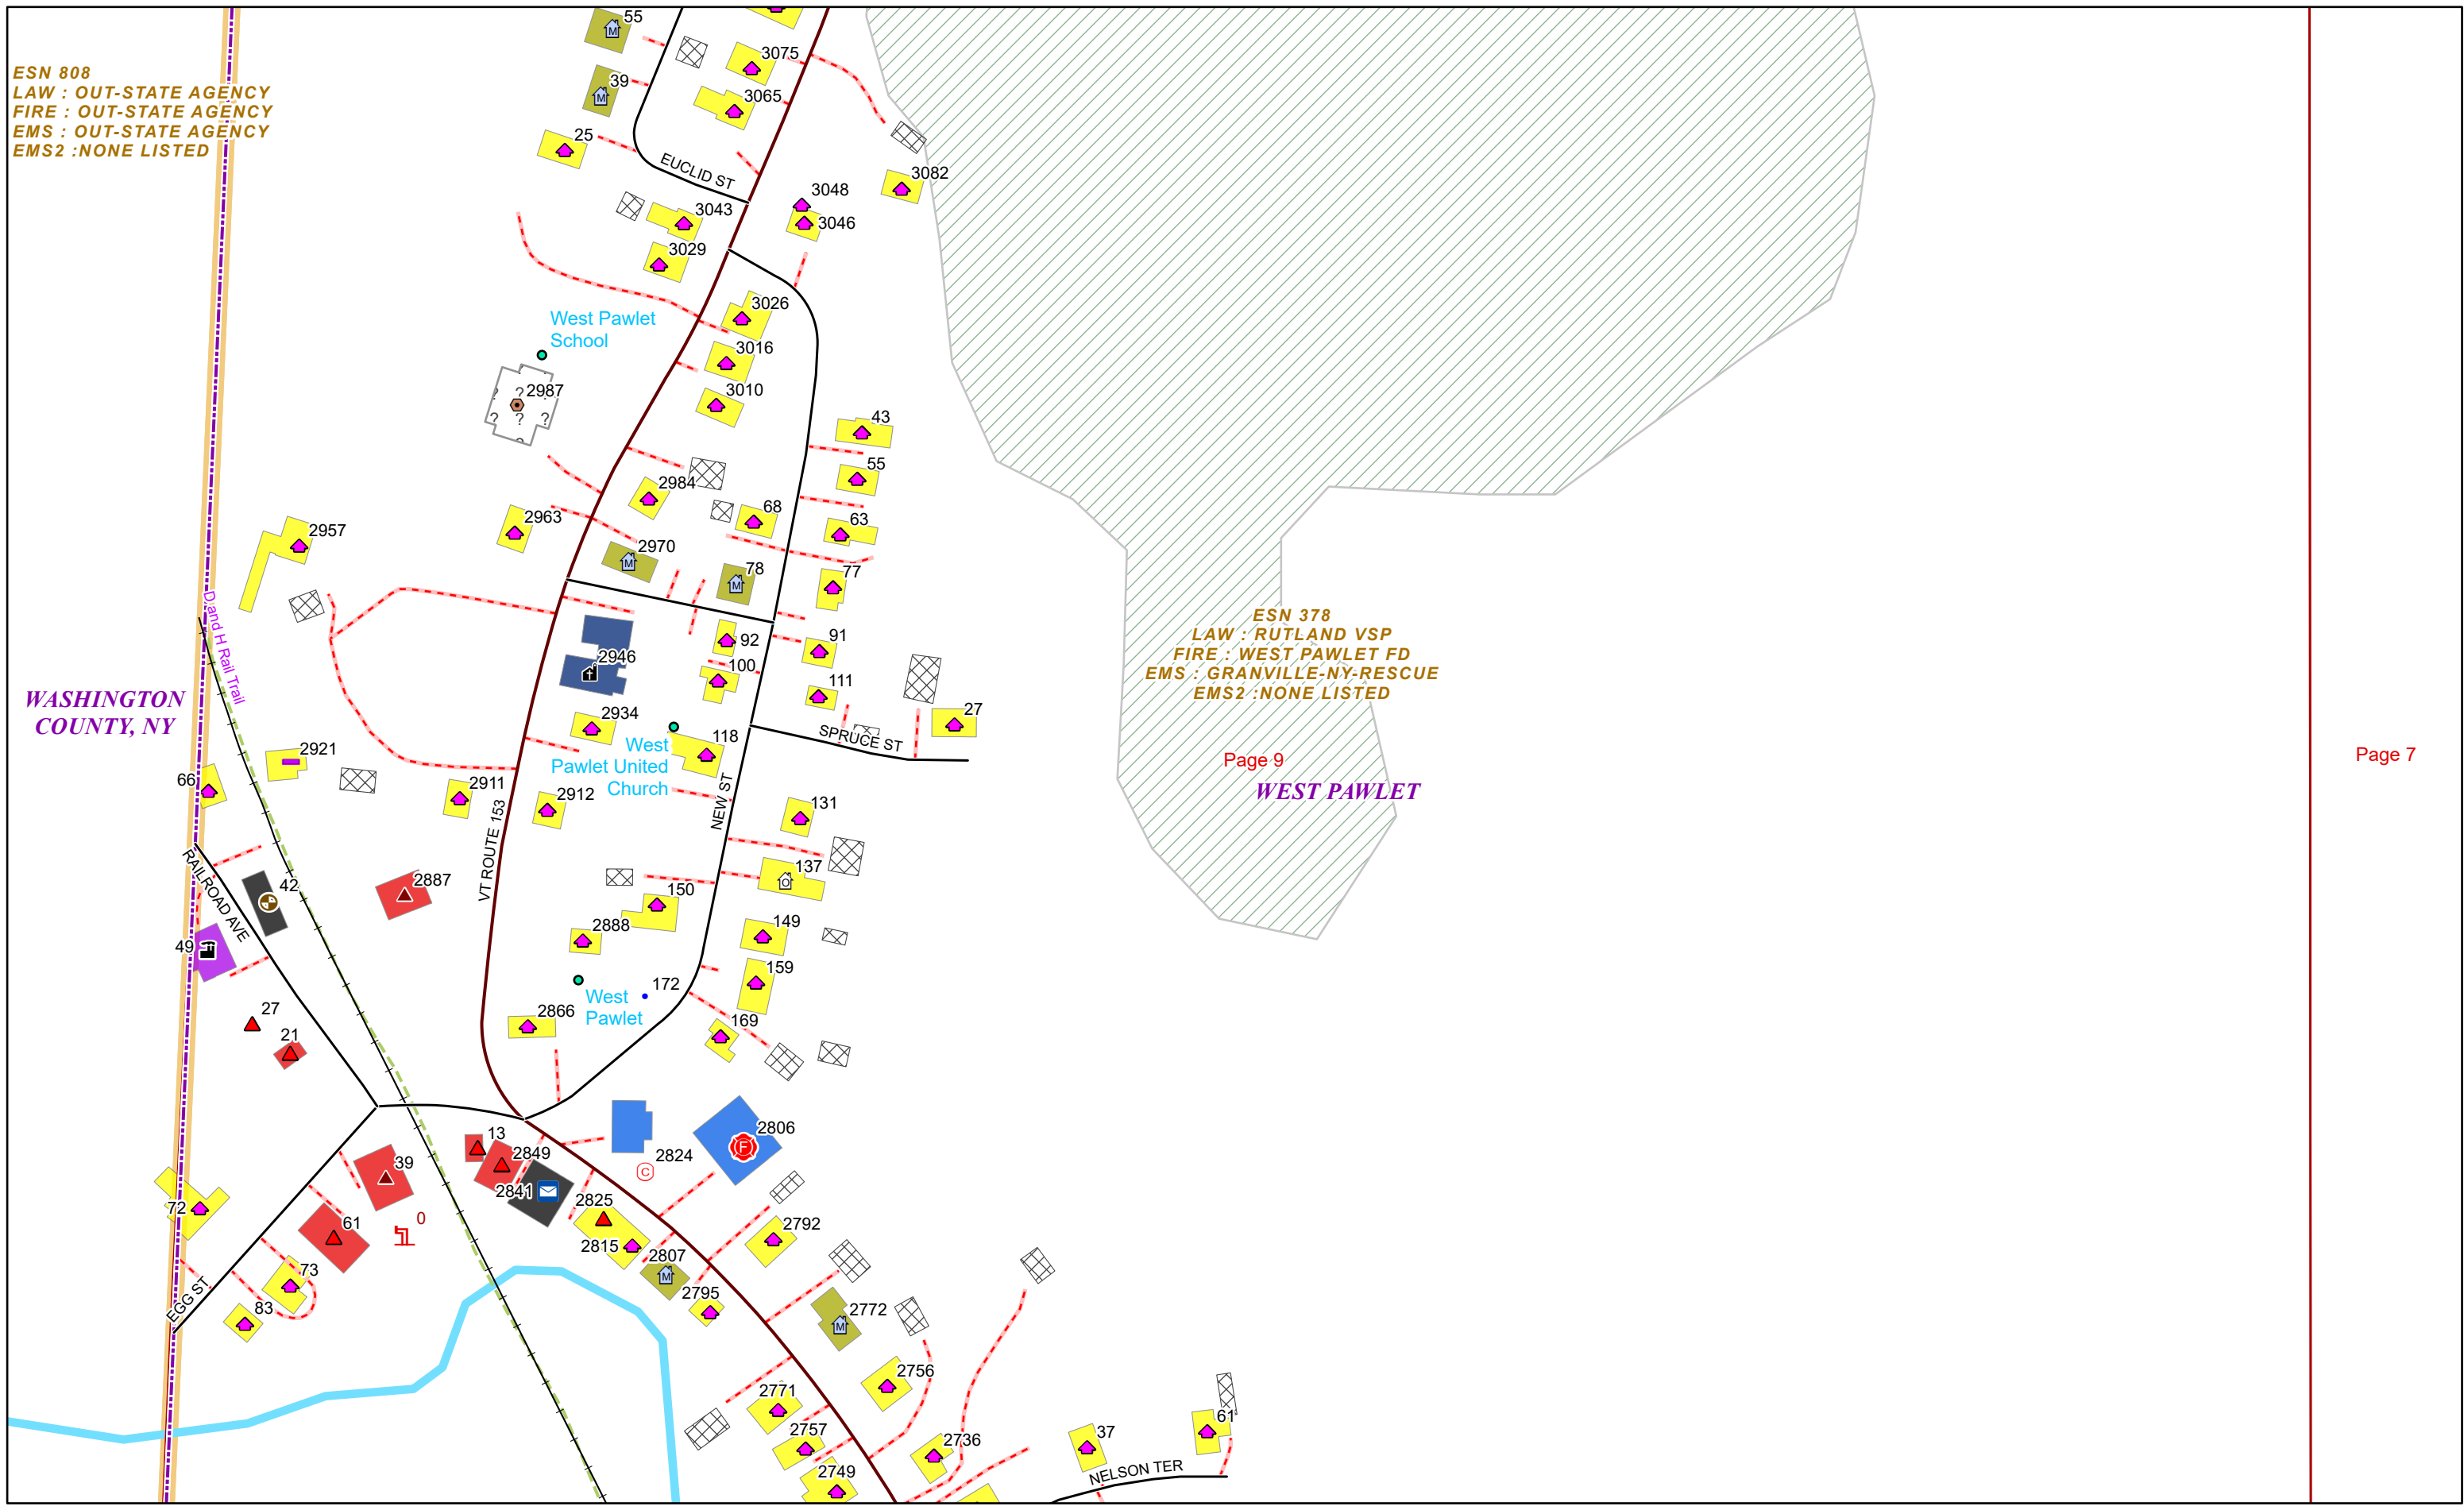 55
3075
ESN 808
LAW : OUT-STATE AGENCY
FIRE : OUT-STATE AGENCY
EMS : OUT-STATE AGENCY
EMS2 :NONE LISTED
M
39
M
3065
25
EUCLID ST
3082
3048
3043
3046
3029
3026
West Pawlet
School
3016
2987
? ? ? ? ?
3010
43
55
2984
68
2963
63
2957
2970
M
78
M
77
D and H Rail Trail
92
91
ESN 378
LAW : RUTLAND VSP
FIRE : WEST PAWLET FD
EMS : GRANVILLE-NY-RESCUE
EMS2 :NONE LISTED
2946
100
111
WASHINGTON
COUNTY, NY
2934
27
SPRUCE ST
118
West
Pawlet United
Church
2921
66
Page 9
Page 7
WEST PAWLET
2911
2912
NEW ST
131
VT ROUTE 153
RAILROAD AVE
137
O
42
2887
150
2888
149
49
159
172
West
Pawlet
27
2866
169
21
13
2849
2824
C
2806
F
39
2841
2825
72
61
0
2815
2792
2807
M
73
2795
EGG ST
83
2772
M
2756
2771
2757
2736
37
61
2749
NELSON TER